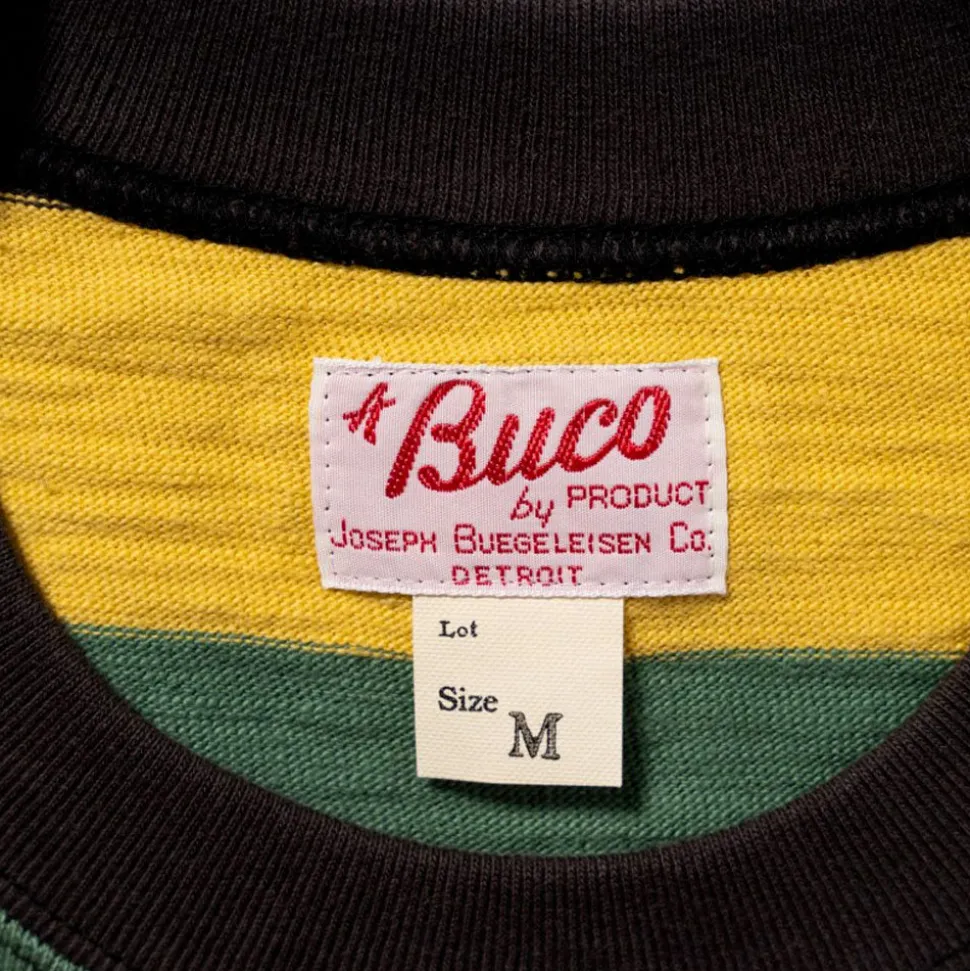 A Buco
by PRODUCT
JOSEPH BUEGELEISEN Co.
DETROIT
Lot
Size M